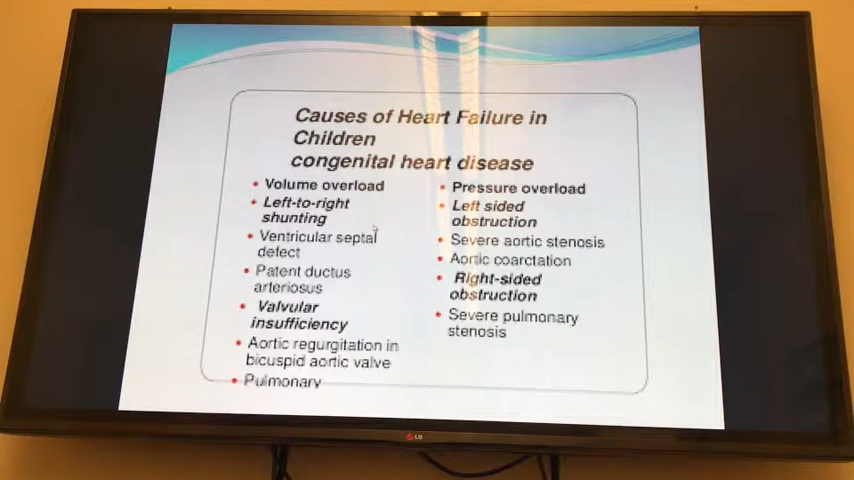 Causes of Heart Failure in
Children
congenital heart disease
• Volume overload
• Left-to-right
shunting
• Ventricular septal
defect
• Patent ductus
arteriosus
• Valvular
insufficiency
• Aortic regurgitation in
bicuspid aortic valve
• Pulmonary
• Pressure overload
• Left sided
obstruction
• Severe aortic stenosis
• Aortic coarctation
• Right-sided
obstruction
• Severe pulmonary
stenosis
LG